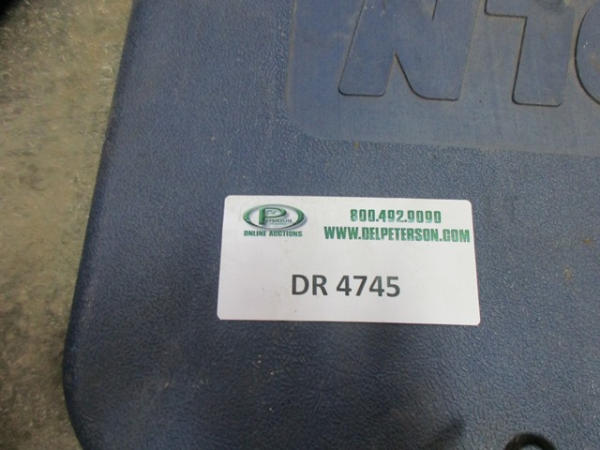 800.492.9090
WWW.DELPETERSON.COM
ONLINE AUCTIONS
DR 4745